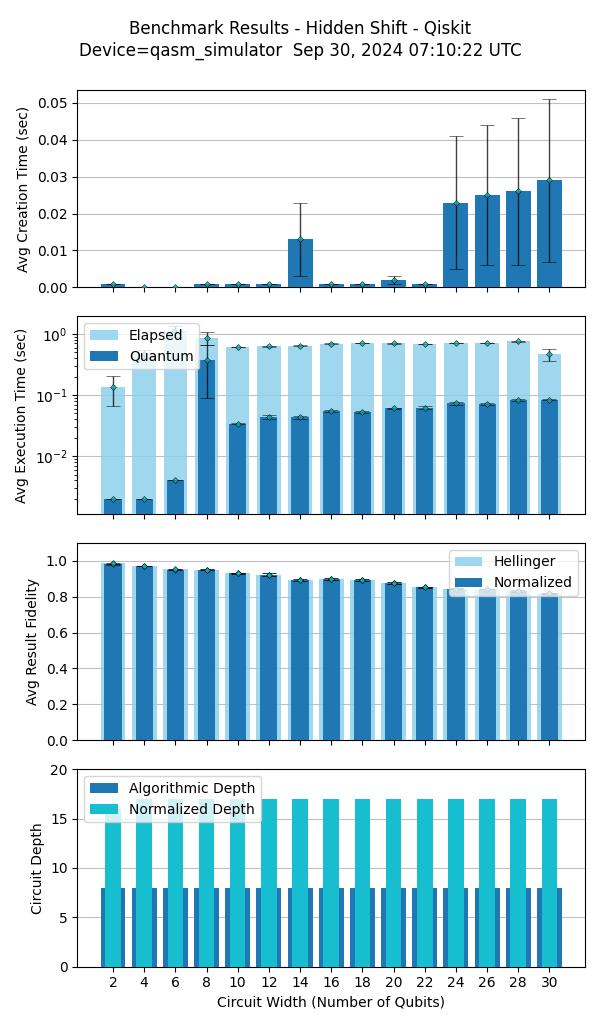 Benchmark Results - Hidden Shift - Qiskit
Device=qasm_simulator  Sep 30, 2024 07:10:22 UTC
Avg Creation Time (sec)
0.05
0.04
0.03
0.02
0.01
0.00
Avg Execution Time (sec)
10⁰
10⁻¹
10⁻²
Elapsed
Quantum
Avg Result Fidelity
1.0
0.8
0.6
0.4
0.2
0.0
Hellinger
Normalized
Circuit Depth
20
15
10
5
0
Algorithmic Depth
Normalized Depth
2 4 6 8 10 12 14 16 18 20 22 24 26 28 30
Circuit Width (Number of Qubits)